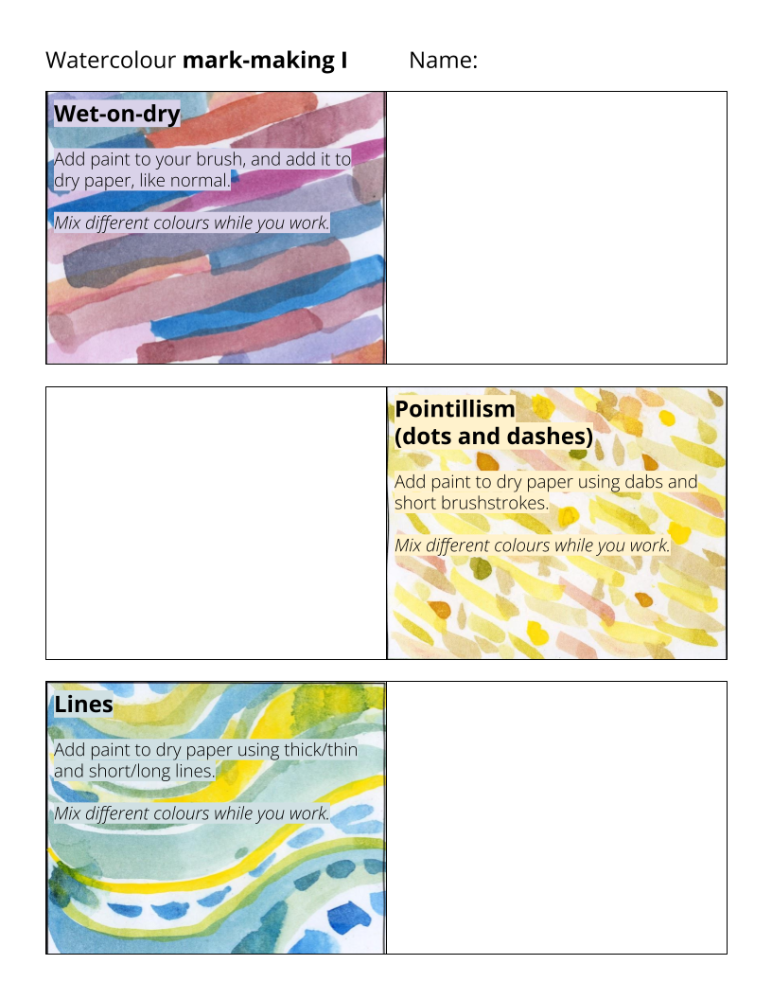 Watercolour mark-making I Name:
Wet-on-dry
Add paint to your brush, and add it to
dry paper, like normal.
Mix different colours while you work.
Pointillism
(dots and dashes)
Add paint to dry paper using dabs and
short brushstrokes.
Mix different colours while you work.
Lines
Add paint to dry paper using thick/thin
and short/long lines.
Mix different colours while you work.